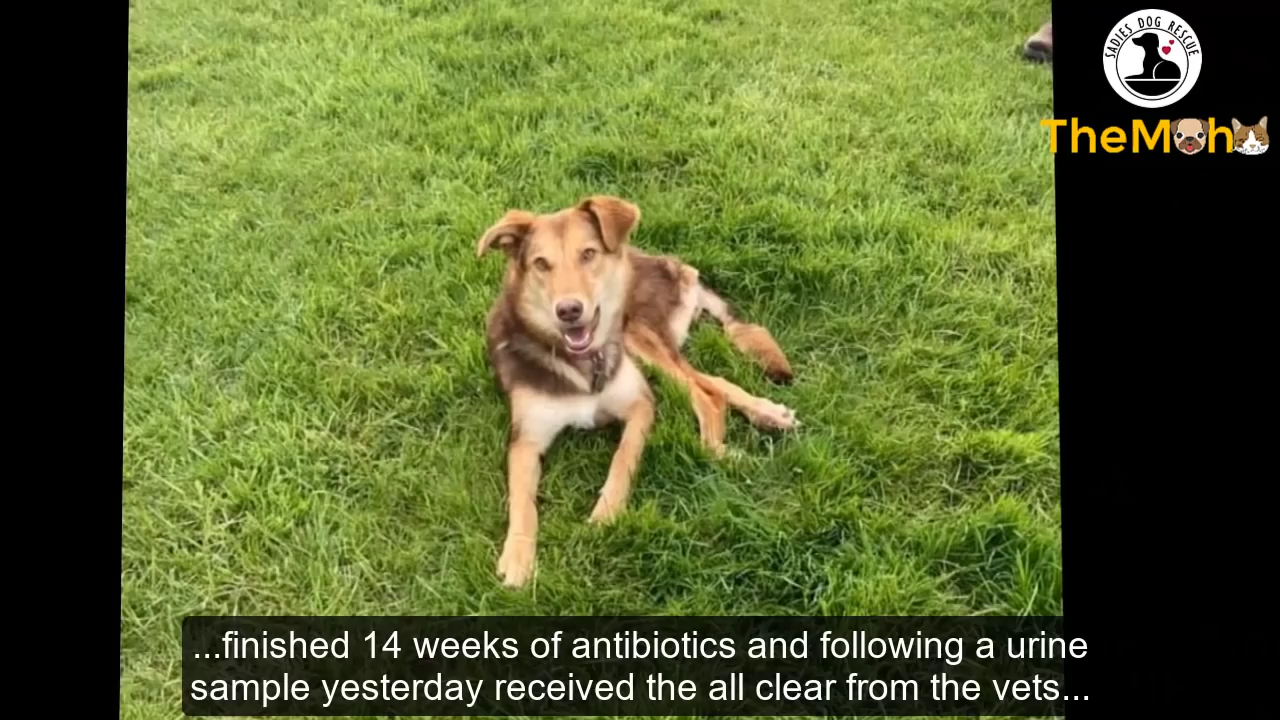 SADIES DOG RESCUE
TheM🐶h🐱
...finished 14 weeks of antibiotics and following a urine
sample yesterday received the all clear from the vets...